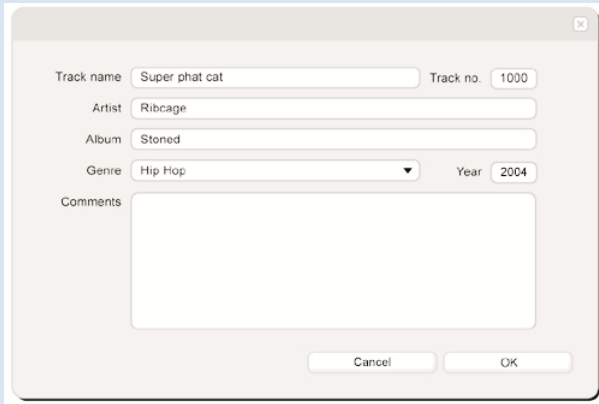 Track name Super phat cat Track no. 1000
Artist Ribcage
Album Stoned
Genre Hip Hop Year 2004
Comments
Cancel OK